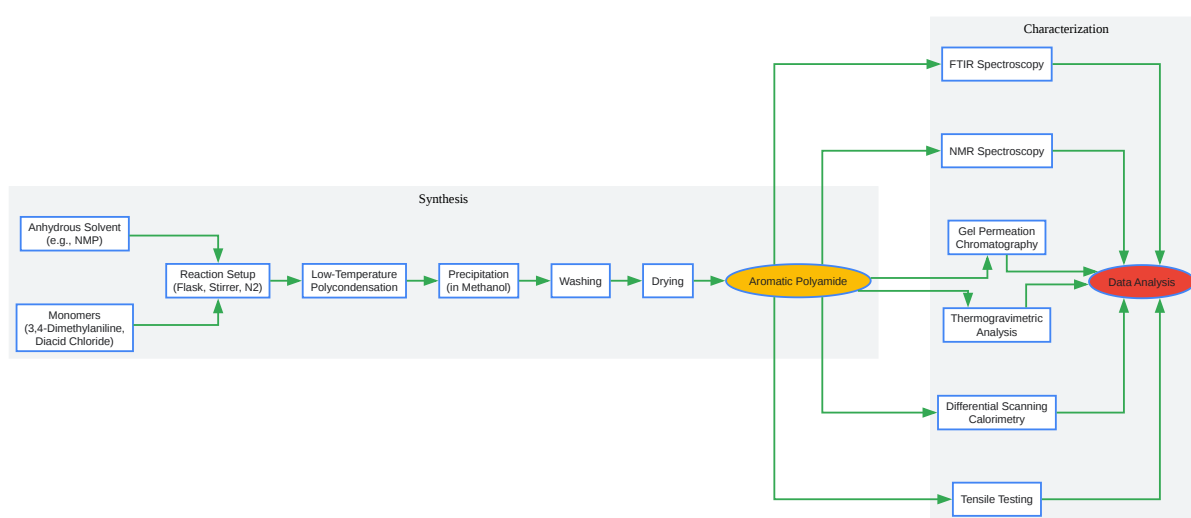 Characterization
FTIR Spectroscopy
NMR Spectroscopy
Synthesis
Anhydrous Solvent
(e.g., NMP)
Monomers
(3,4-Dimethylaniline,
Diacid Chloride)
Reaction Setup
(Flask, Stirrer, N2)
Low-Temperature
Polycondensation
Precipitation
(in Methanol)
Washing
Drying
Aromatic Polyamide
Gel Permeation
Chromatography
Thermogravimetric
Analysis
Data Analysis
Differential Scanning
Calorimetry
Tensile Testing